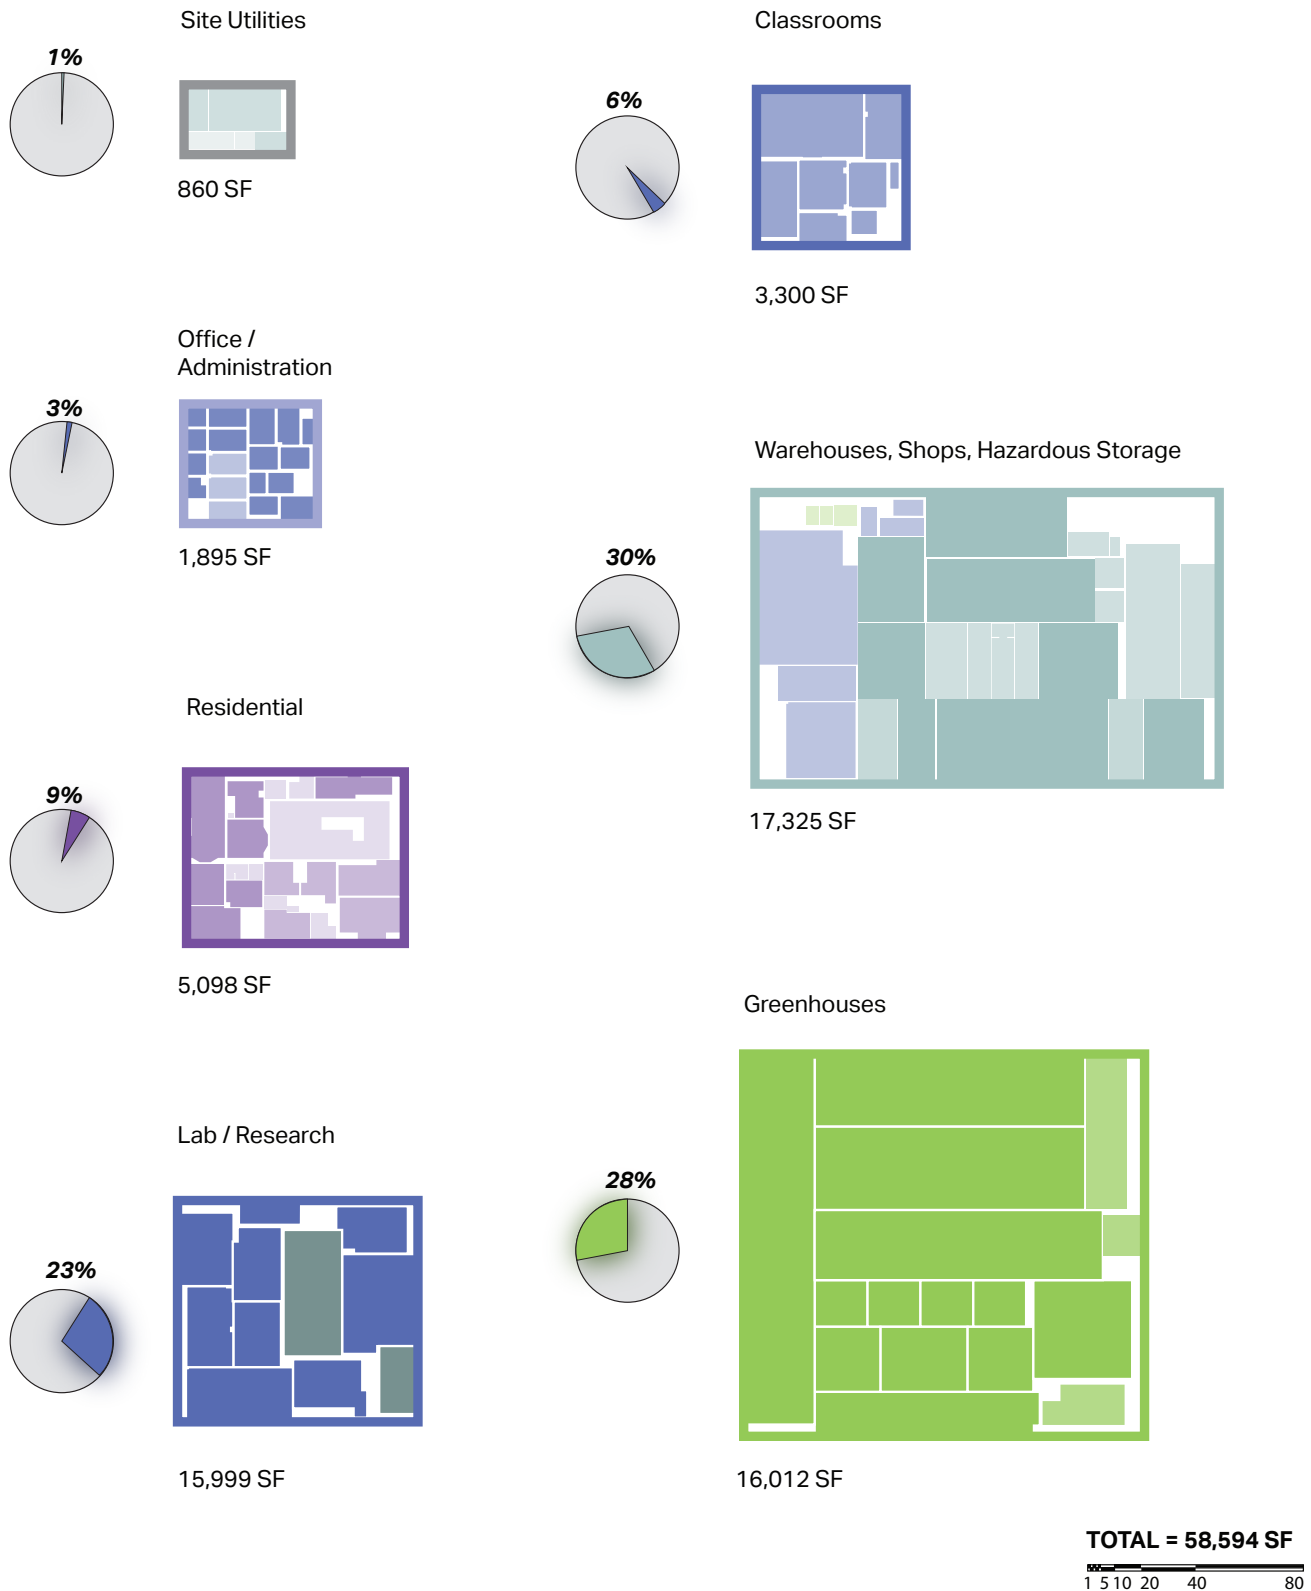 Site Utilities
1%
860 SF
Office /
Administration
3%
1,895 SF
Residential
9%
5,098 SF
Lab / Research
23%
15,999 SF
Classrooms
6%
3,300 SF
Warehouses, Shops, Hazardous Storage
30%
17,325 SF
Greenhouses
28%
16,012 SF
TOTAL = 58,594 SF
1 5 10 20 40 80